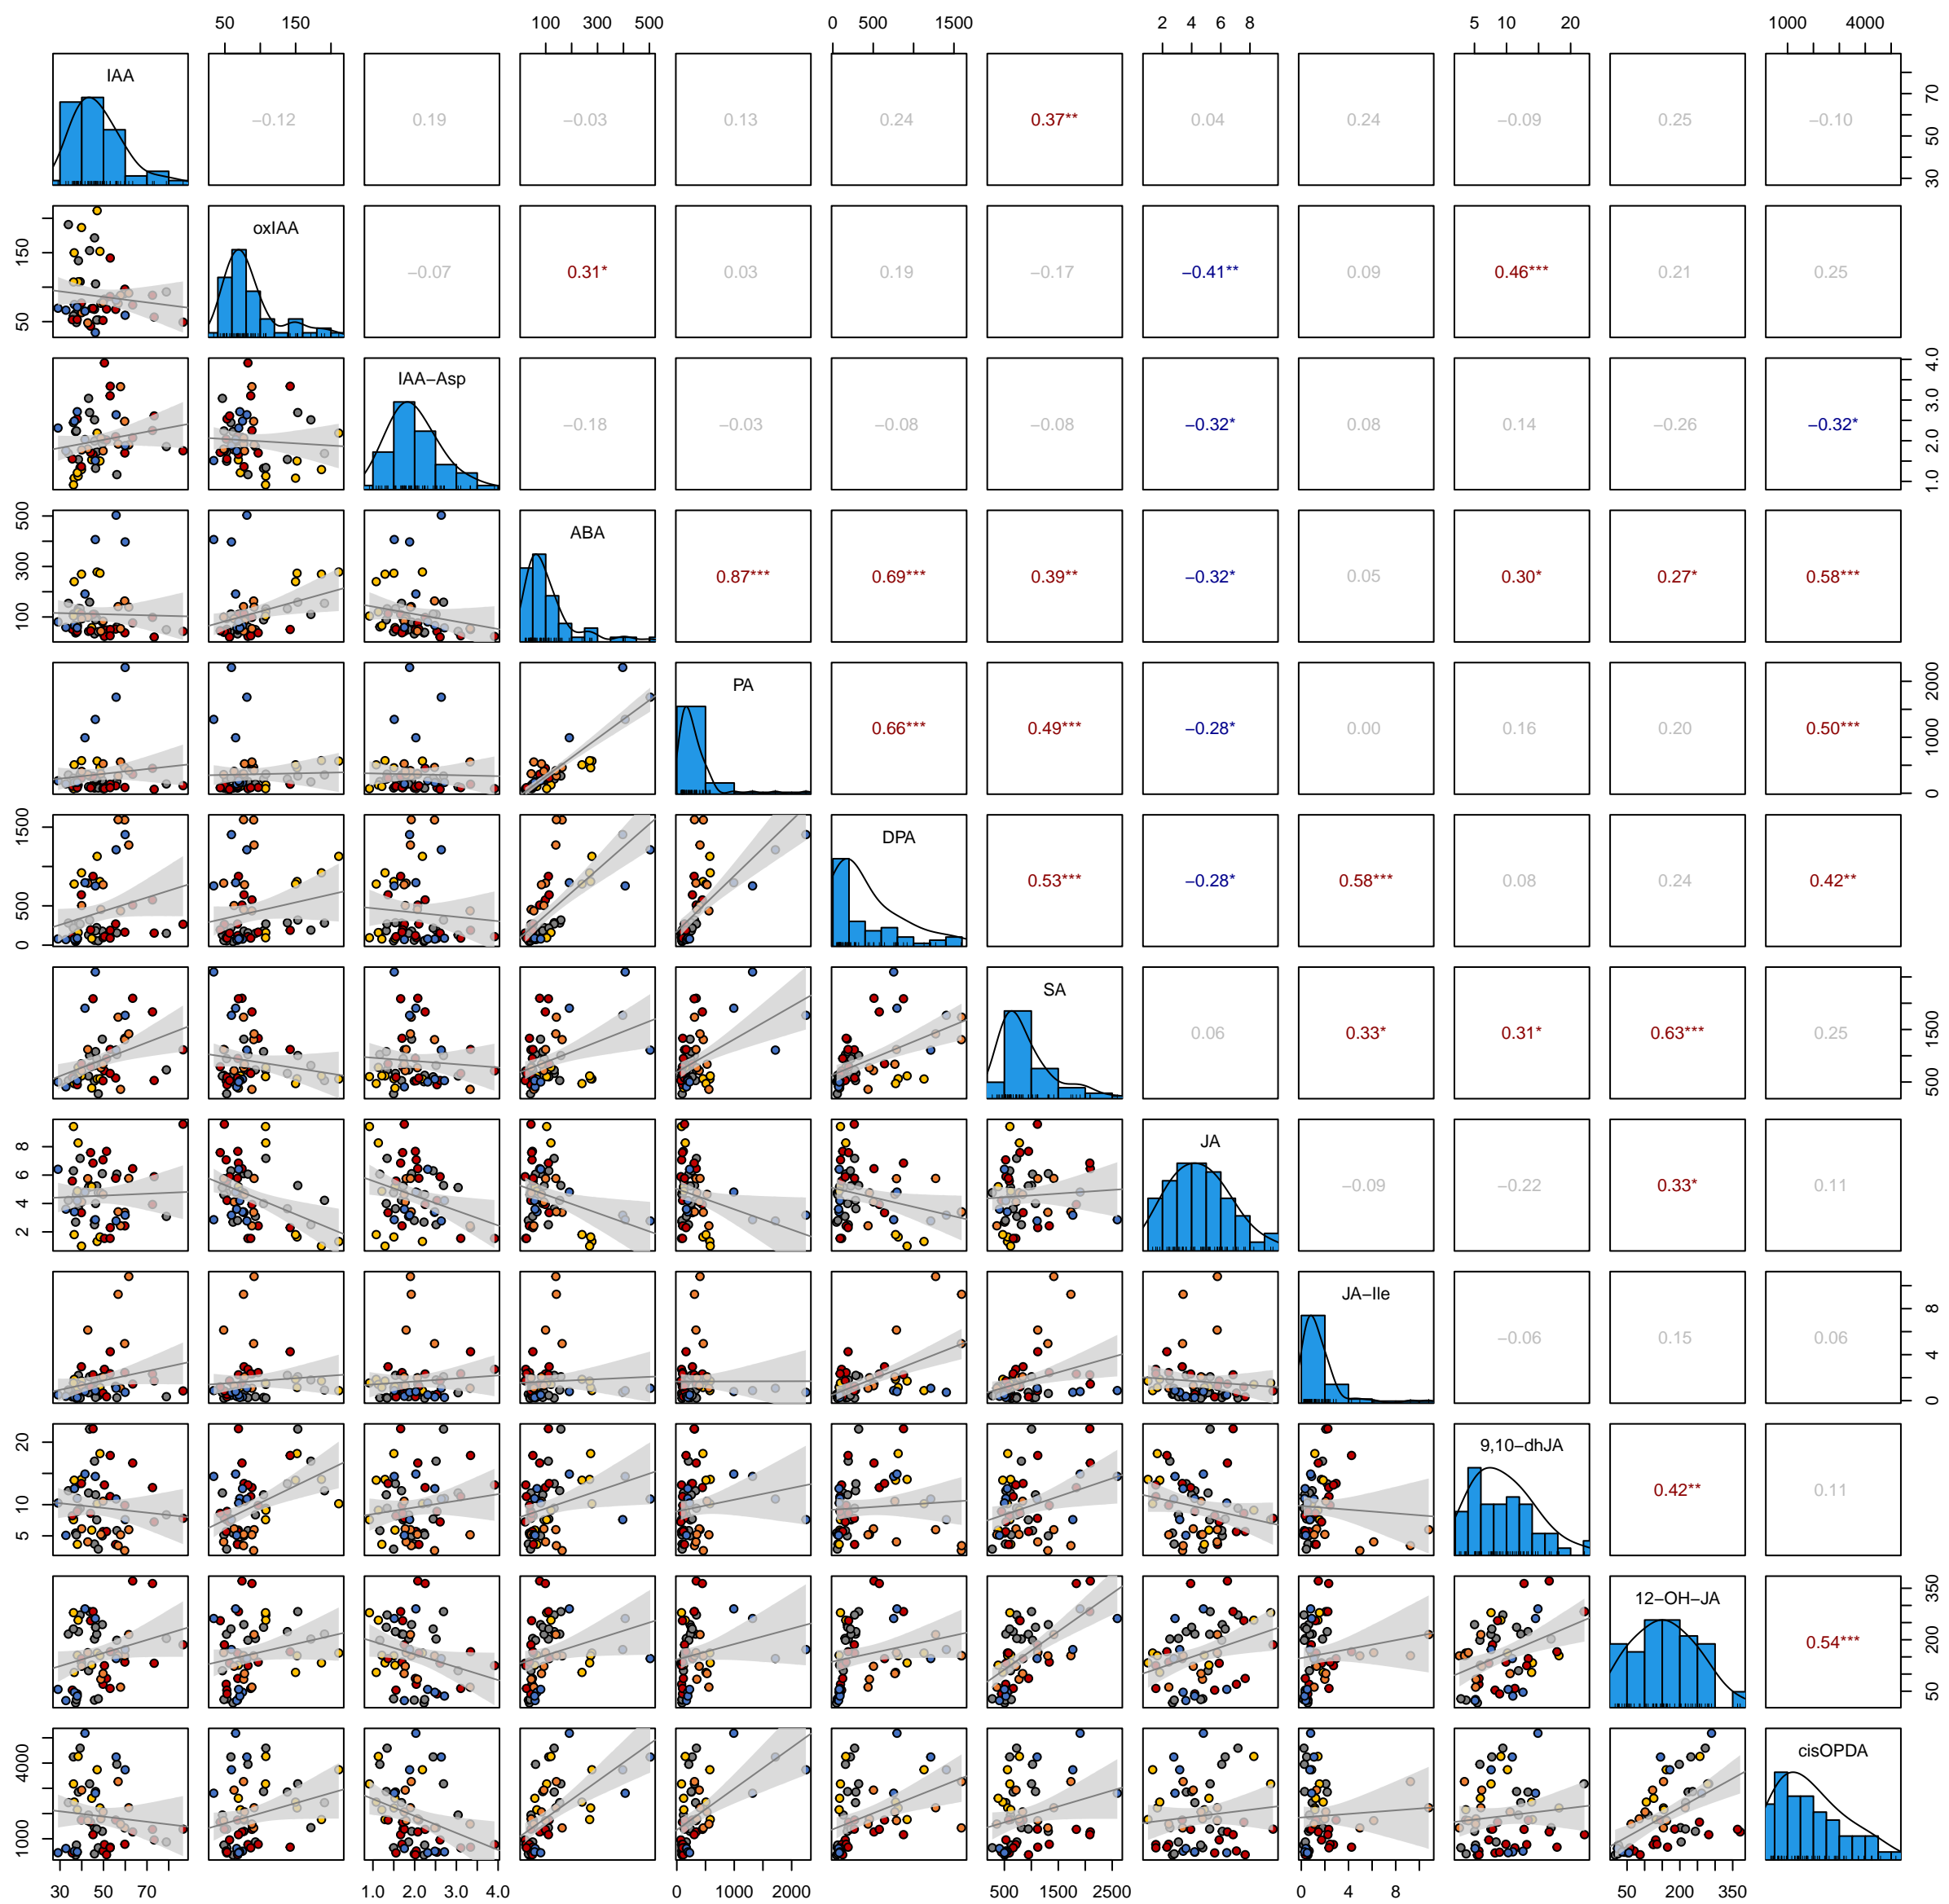 50 150 100 300 500 0 500 1500 2 4 6 8 5 10 20 1000 4000
IAA −0.12 0.19 −0.03 0.13 0.24 0.37** 0.04 0.24 −0.09 0.25 −0.10 30 50 70
50 150 oxIAA −0.07 0.31* 0.03 0.19 −0.17 −0.41** 0.09 0.46*** 0.21 0.25
IAA−Asp −0.18 −0.03 −0.08 −0.08 −0.32* 0.08 0.14 −0.26 −0.32* 1.0 2.0 3.0 4.0
100 300 500 ABA 0.87*** 0.69*** 0.39** −0.32* 0.05 0.30* 0.27* 0.58***
PA 0.66*** 0.49*** −0.28* 0.00 0.16 0.20 0.50*** 0 1000 2000
0 500 1500 DPA 0.53*** −0.28* 0.58*** 0.08 0.24 0.42**
SA 0.06 0.33* 0.31* 0.63*** 0.25 500 1500
2 4 6 8 JA −0.09 −0.22 0.33* 0.11
JA−Ile −0.06 0.15 0.06 0 4 8
5 10 20 9,10−dhJA 0.42** 0.11
12−OH−JA 0.54*** 50 200 350
1000 4000 cisOPDA
30 50 70 1.0 2.0 3.0 4.0 0 1000 2000 500 1500 2500 0 4 8 50 200 350